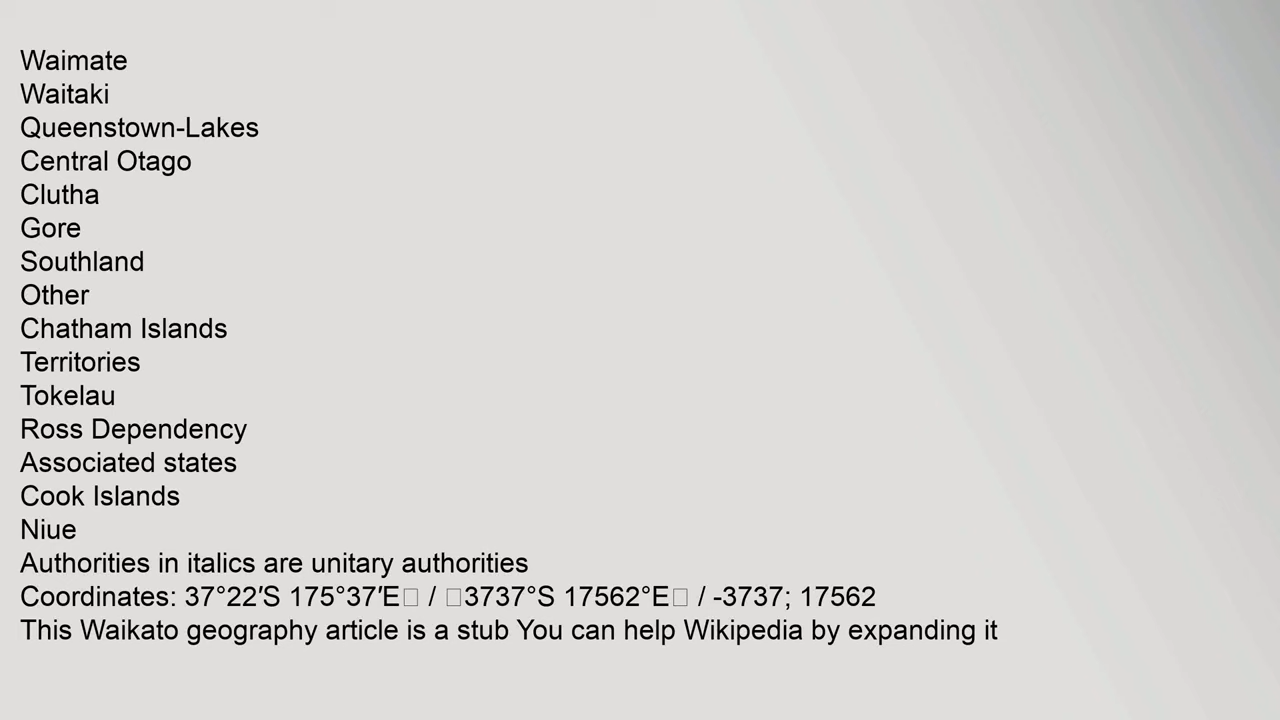 Waimate
Waitaki
Queenstown-Lakes
Central Otago
Clutha
Gore
Southland
Other
Chatham Islands
Territories
Tokelau
Ross Dependency
Associated states
Cook Islands
Niue
Authorities in italics are unitary authorities
Coordinates: 37°22′S 175°37′E□ / □3737°S 17562°E□ / -3737; 17562
This Waikato geography article is a stub You can help Wikipedia by expanding it